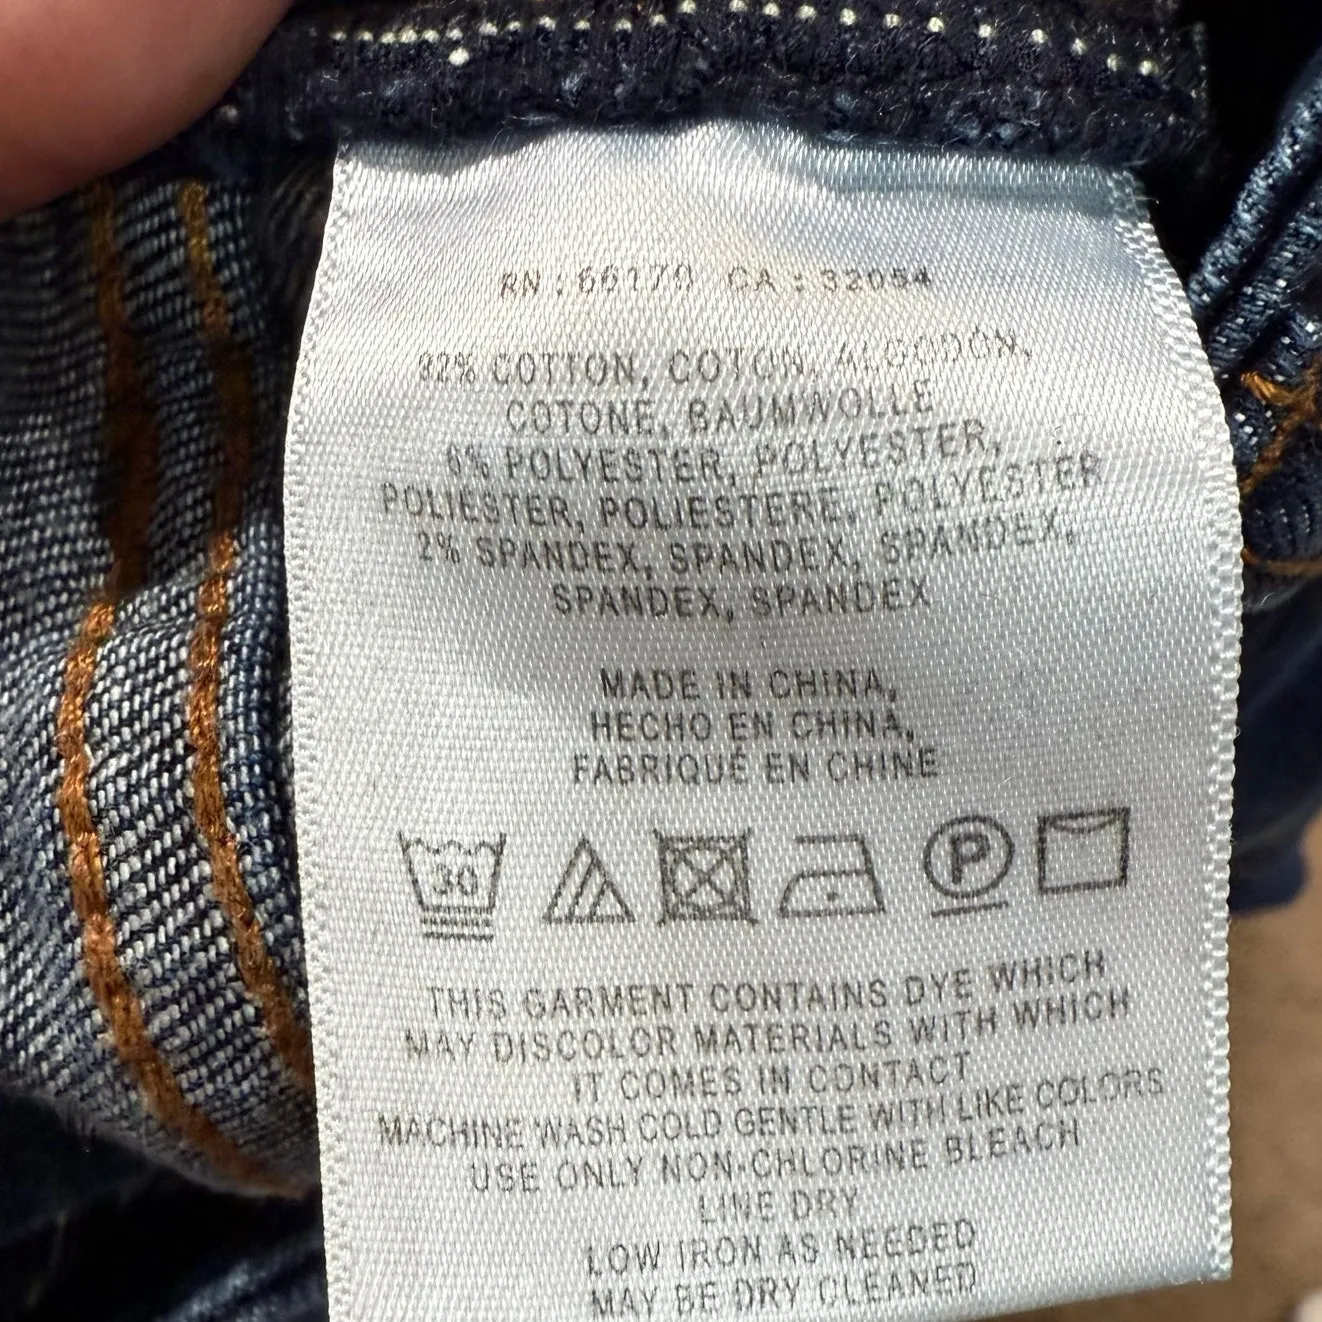 RN : 66170 CA : 32054
92% COTTON, COTON, ALGODÓN,
COTONE, BAUMWOLLE
6% POLYESTER, POLYESTER,
POLIÉSTER, POLIESTERE, POLYESTER
2% SPANDEX, SPANDEX, SPANDEX,
SPANDEX, SPANDEX
MADE IN CHINA,
HECHO EN CHINA,
FABRIQUÉ EN CHINE
30
P
THIS GARMENT CONTAINS DYE WHICH
MAY DISCOLOR MATERIALS WITH WHICH
IT COMES IN CONTACT
MACHINE WASH COLD GENTLE WITH LIKE COLORS
USE ONLY NON-CHLORINE BLEACH
LINE DRY
LOW IRON AS NEEDED
MAY BE DRY CLEANED